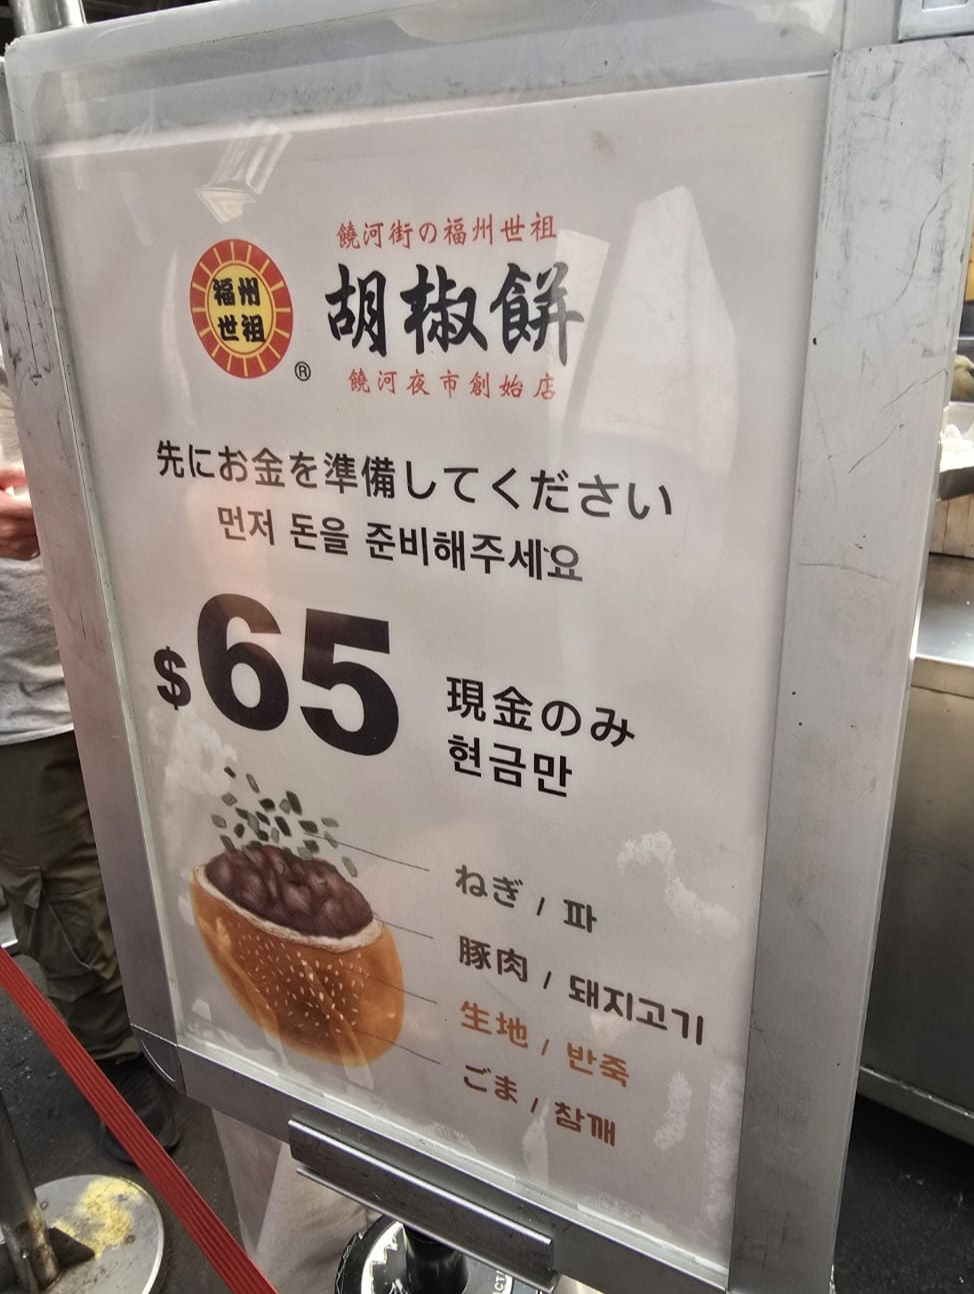 饒河街の福州世祖
福州
世祖
®
胡椒餅
饒河夜市創始店
先にお金を準備してください
먼저 돈을 준비해주세요
$65
現金のみ
현금만
ねぎ / 파
豚肉 / 돼지고기
生地 / 반죽
ごま / 참깨